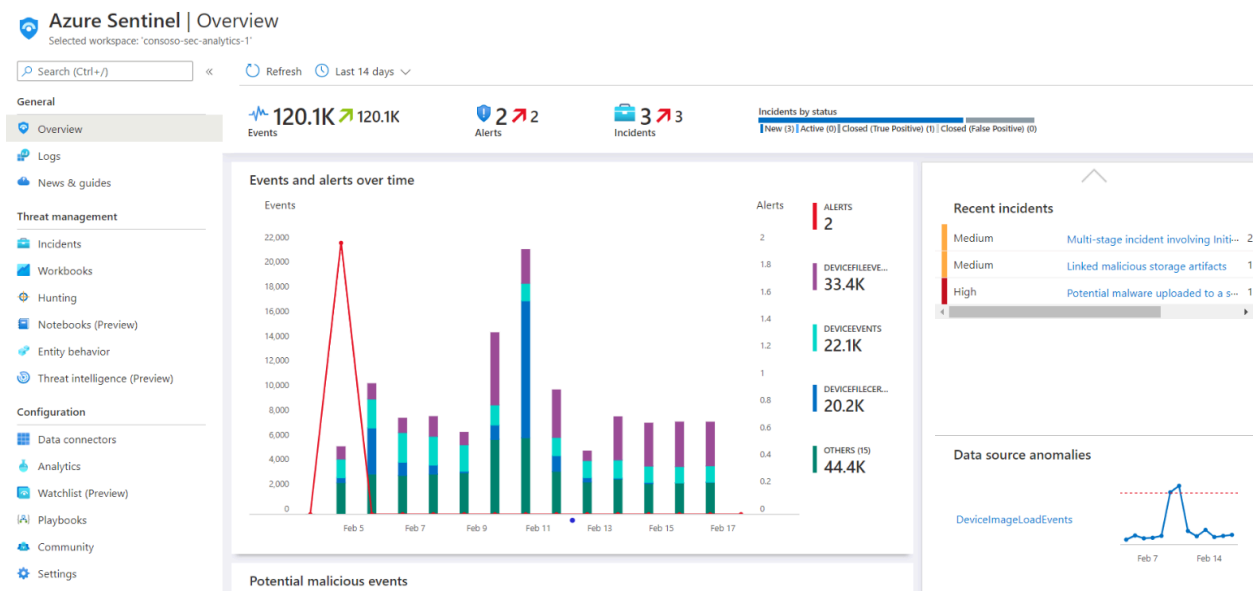 Azure Sentinel | Overview
Selected workspace: 'consoso-sec-analytics-1'
Search (Ctrl+/)
«
Refresh
Last 14 days
General
Overview
Logs
News & guides
Threat management
Incidents
Workbooks
Hunting
Notebooks (Preview)
Entity behavior
Threat intelligence (Preview)
Configuration
Data connectors
Analytics
Watchlist (Preview)
Playbooks
Community
Settings
120.1K 120.1K
Events
2 2
Alerts
3 3
Incidents
Incidents by status
New (3) | Active (0) | Closed (True Positive) (1) | Closed (False Positive) (0)
Events and alerts over time
Events
22,000
20,000
18,000
16,000
14,000
12,000
10,000
8,000
6,000
4,000
2,000
0
Feb 5 Feb 7 Feb 9 Feb 11 Feb 13 Feb 15 Feb 17
Alerts
2
1.8
1.6
1.4
1.2
1
0.8
0.6
0.4
0.2
0
ALERTS
2
DEVICEFILEEVE...
33.4K
DEVICEEVENTS
22.1K
DEVICEFILECER...
20.2K
OTHERS (15)
44.4K
Potential malicious events
Recent incidents
Medium Multi-stage incident involving Initi... 2
Medium Linked malicious storage artifacts 1
High Potential malware uploaded to a s... 1
Data source anomalies
DeviceImageLoadEvents
Feb 7 Feb 14